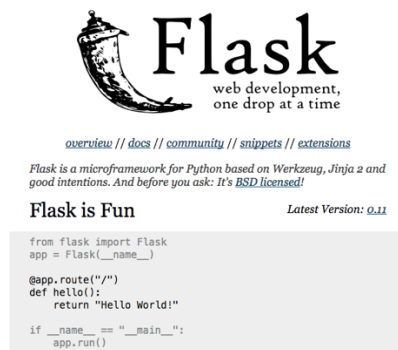 Flask
web development,
one drop at a time
overview // docs // community // snippets // extensions
Flask is a microframework for Python based on Werkzeug, Jinja 2 and
good intentions. And before you ask: It's BSD licensed!
Flask is Fun
Latest Version: 0.11
from flask import Flask
app = Flask(__name__)
@app.route("/")
def hello():
    return "Hello World!"
if __name__ == "__main__":
    app.run()